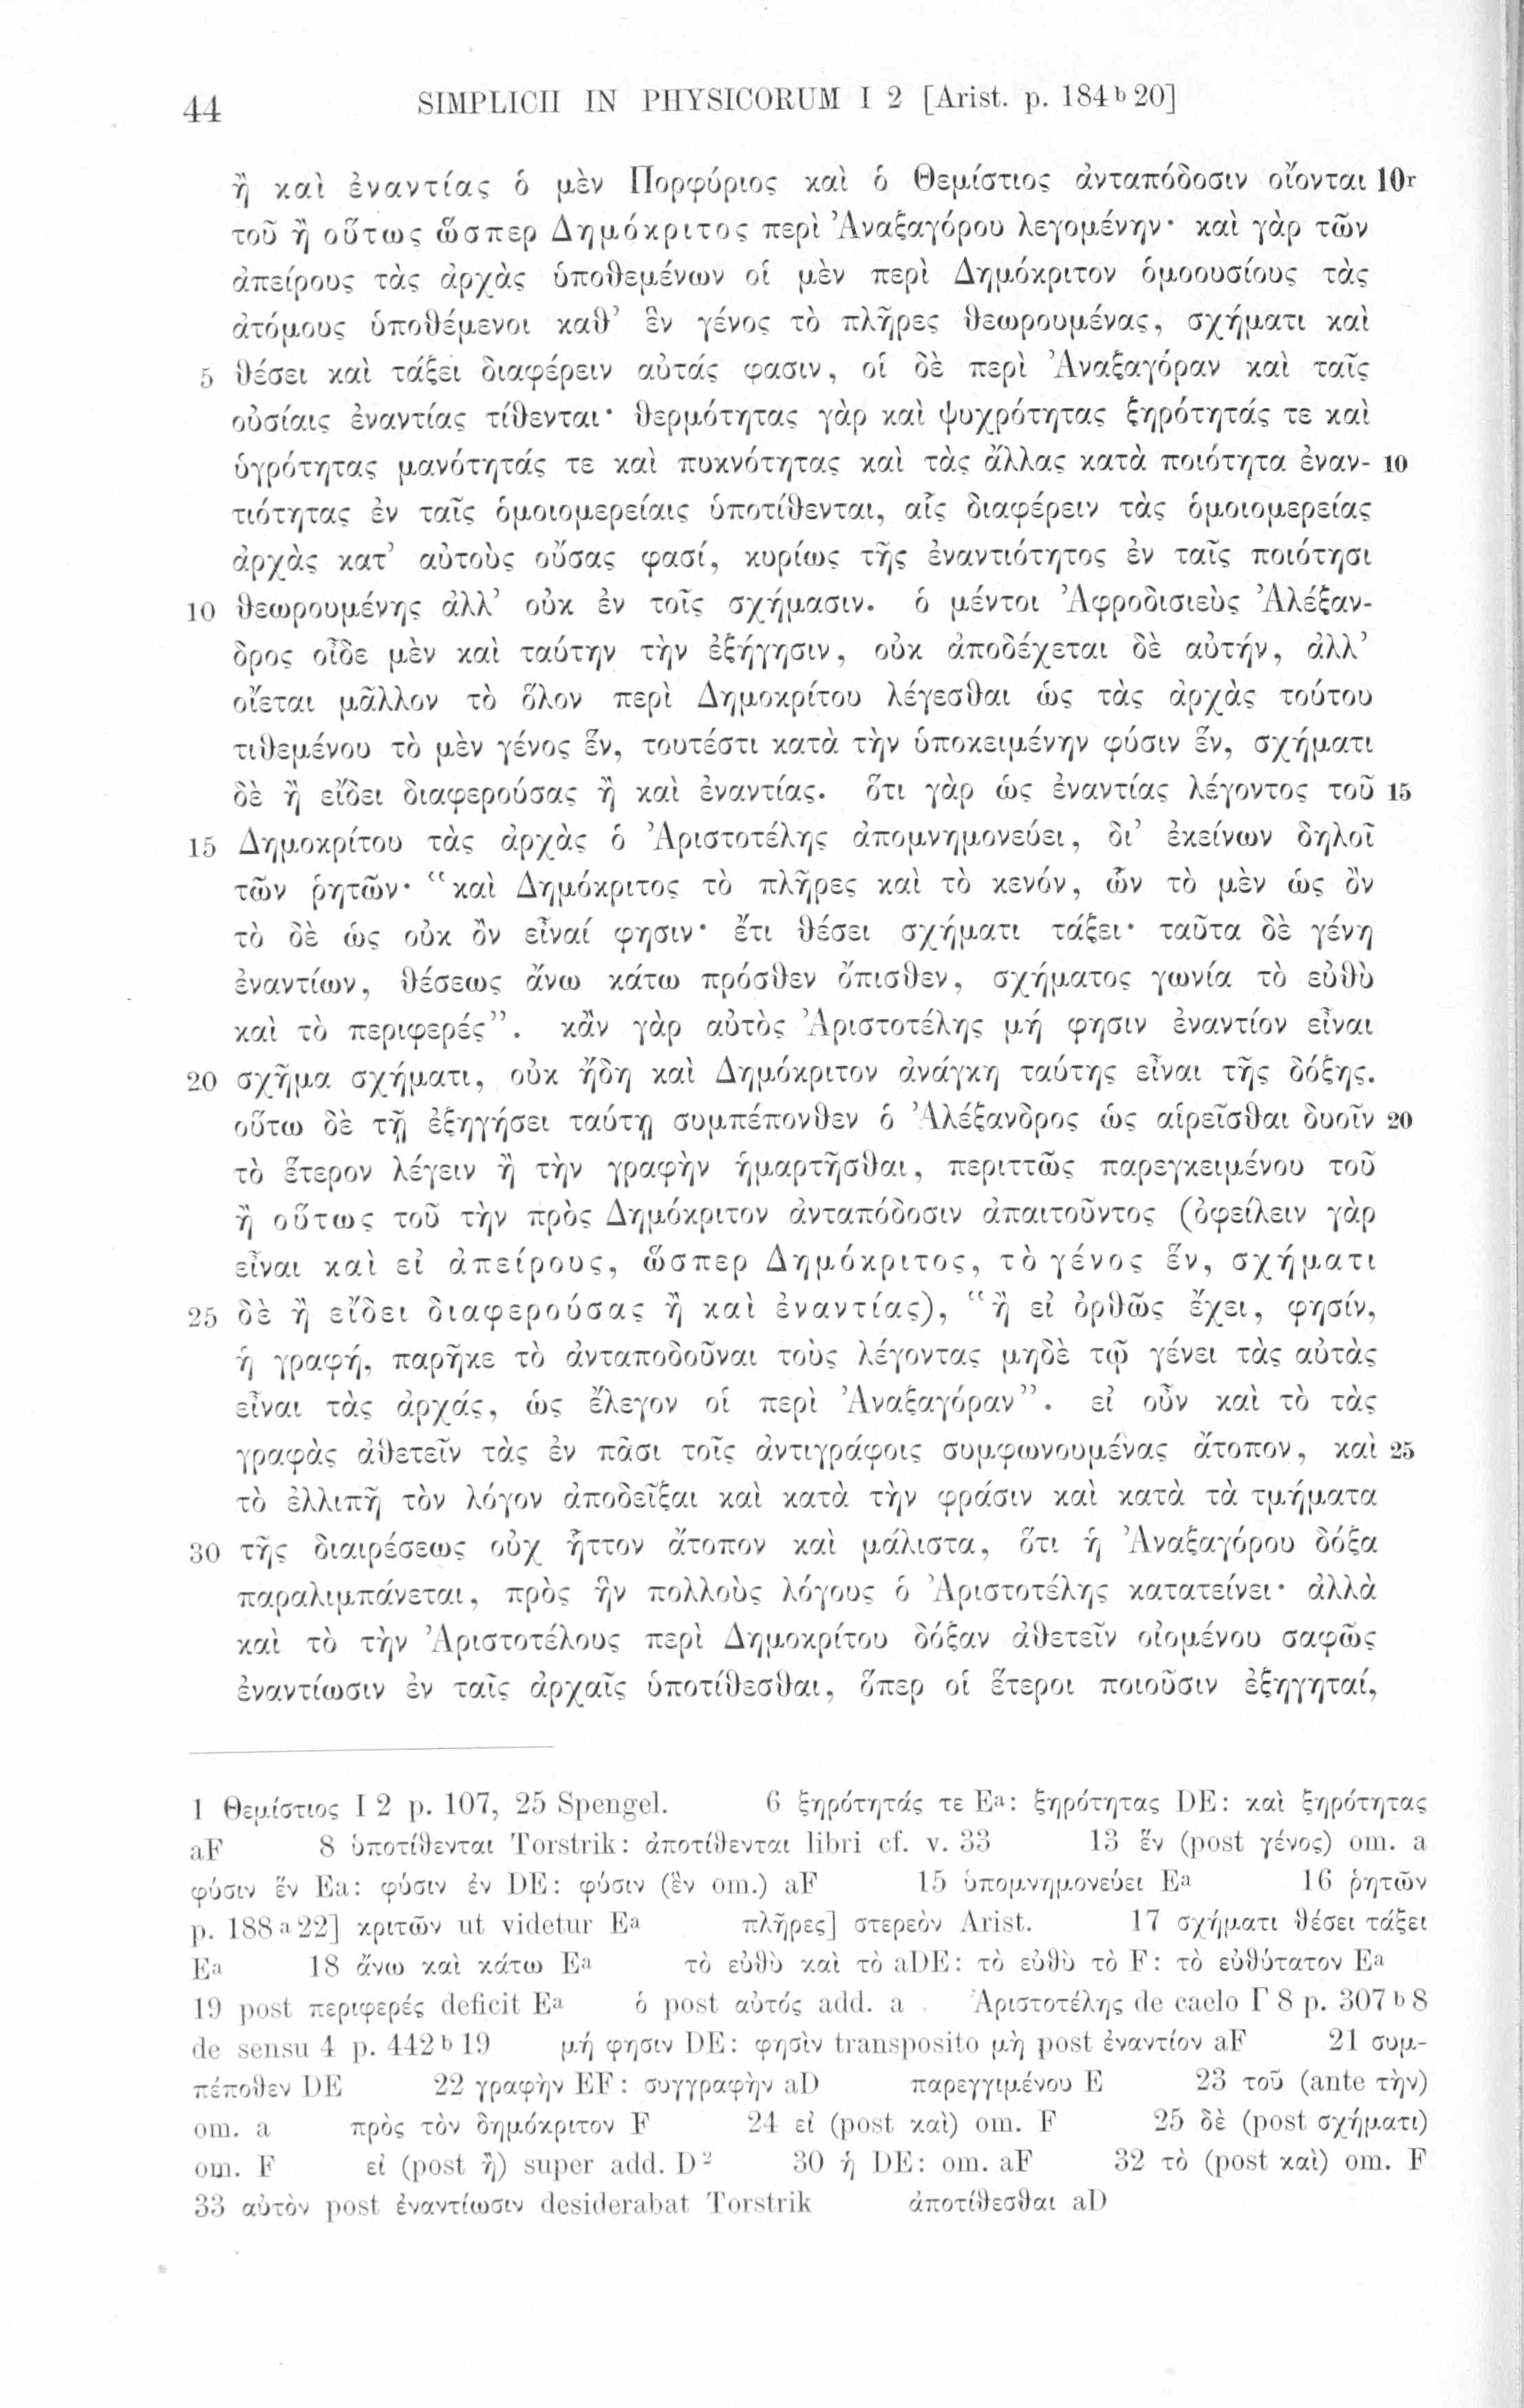 44 SIMPLICII IN PHYSICORUM I 2 [Arist. p. 184 b 20]
ἢ καὶ ἐναντίας ὁ μὲν Πορφύριος καὶ ὁ Θεμίστιος ἀνταπόδοσιν οἴονται 10r
τοῦ ἢ οὕτως ὥσπερ Δημόκριτος περὶ Ἀναξαγόρου λεγομένην· καὶ γὰρ τῶν
ἀπείρους τὰς ἀρχὰς ὑποθεμένων οἱ μὲν περὶ Δημόκριτον ὁμοουσίους τὰς
ἀτόμους ὑποθέμενοι καθ’ ἓν γένος τὸ πλῆρες θεωρουμένας, σχήματι καὶ
5 θέσει καὶ τάξει διαφέρειν αὐτάς φασιν, οἱ δὲ περὶ Ἀναξαγόραν καὶ ταῖς
οὐσίαις ἐναντίας τίθενται· θερμότητας γὰρ καὶ ψυχρότητας ξηρότητάς τε καὶ
ὑγρότητας μανότητάς τε καὶ πυκνότητας καὶ τὰς ἄλλας κατὰ ποιότητα ἐναν- 10
τιότητας ἐν ταῖς ὁμοιομερείαις ὑποτίθενται, αἷς διαφέρειν τὰς ὁμοιομερείας
ἀρχὰς κατ’ αὐτοὺς οὔσας φασί, κυρίως τῆς ἐναντιότητος ἐν ταῖς ποιότησι
10 θεωρουμένης ἀλλ’ οὐκ ἐν τοῖς σχήμασιν. ὁ μέντοι Ἀφροδισιεὺς Ἀλέξαν-
δρος οἶδε μὲν καὶ ταύτην τὴν ἐξήγησιν, οὐκ ἀποδέχεται δὲ αὐτήν, ἀλλ’
οἴεται μᾶλλον τὸ ὅλον περὶ Δημοκρίτου λέγεσθαι ὡς τὰς ἀρχὰς τούτου
τιθεμένου τὸ μὲν γένος ἕν, τουτέστι κατὰ τὴν ὑποκειμένην φύσιν ἕν, σχήματι
δὲ ἢ εἴδει διαφερούσας ἢ καὶ ἐναντίας. ὅτι γὰρ ὡς ἐναντίας λέγοντος τοῦ 15
15 Δημοκρίτου τὰς ἀρχὰς ὁ Ἀριστοτέλης ἀπομνημονεύει, δι’ ἐκείνων δηλοῖ
τῶν ῥητῶν· “καὶ Δημόκριτος τὸ πλῆρες καὶ τὸ κενόν, ὧν τὸ μὲν ὡς ὂν
τὸ δὲ ὡς οὐκ ὂν εἶναί φησιν· ἔτι θέσει σχήματι τάξει· ταῦτα δὲ γένη
ἐναντίων, θέσεως ἄνω κάτω πρόσθεν ὄπισθεν, σχήματος γωνία τὸ εὐθὺ
καὶ τὸ περιφερές”. κἂν γὰρ αὐτὸς Ἀριστοτέλης μή φησιν ἐναντίον εἶναι
20 σχῆμα σχήματι, οὐκ ἤδη καὶ Δημόκριτον ἀνάγκη ταύτης εἶναι τῆς δόξης.
οὕτω δὲ τῇ ἐξηγήσει ταύτῃ συμπέπονθεν ὁ Ἀλέξανδρος ὡς αἱρεῖσθαι δυοῖν 20
τὸ ἕτερον λέγειν ἢ τὴν γραφὴν ἡμαρτῆσθαι, περιττῶς παρεγκειμένου τοῦ
ἢ οὕτως τοῦ τὴν πρὸς Δημόκριτον ἀνταπόδοσιν ἀπαιτοῦντος (ὀφείλειν γὰρ
εἶναι καὶ εἰ ἀπείρους, ὥσπερ Δημόκριτος, τὸ γένος ἕν, σχήματι
25 δὲ ἢ εἴδει διαφερούσας ἢ καὶ ἐναντίας), “ἢ εἰ ὀρθῶς ἔχει, φησίν,
ἡ γραφή, παρῆκε τὸ ἀνταποδοῦναι τοὺς λέγοντας μηδὲ τῷ γένει τὰς αὐτὰς
εἶναι τὰς ἀρχάς, ὡς ἔλεγον οἱ περὶ Ἀναξαγόραν”. εἰ οὖν καὶ τὸ τὰς
γραφὰς ἀθετεῖν τὰς ἐν πᾶσι τοῖς ἀντιγράφοις συμφωνουμένας ἄτοπον, καὶ 25
τὸ ἐλλιπῆ τὸν λόγον ἀποδεῖξαι καὶ κατὰ τὴν φράσιν καὶ κατὰ τὰ τμήματα
30 τῆς διαιρέσεως οὐχ ἧττον ἄτοπον καὶ μάλιστα, ὅτι ἡ Ἀναξαγόρου δόξα
παραλιμπάνεται, πρὸς ἣν πολλοὺς λόγους ὁ Ἀριστοτέλης κατατείνει· ἀλλὰ
καὶ τὸ τὴν Ἀριστοτέλους περὶ Δημοκρίτου δόξαν ἀθετεῖν οἰομένου σαφῶς
ἐναντίωσιν ἐν ταῖς ἀρχαῖς ὑποτίθεσθαι, ὅπερ οἱ ἕτεροι ποιοῦσιν ἐξηγηταί,
1 Θεμίστιος I 2 p. 107, 25 Spengel. 6 ξηρότητάς τε Ea: ξηρότητας DE: καὶ ξηρότητας
aF 8 ὑποτίθενται Torstrik: ἀποτίθενται libri cf. v. 33 13 ἕν (post γένος) om. a
φύσιν ἕν Ea: φύσιν ἐν DE: φύσιν (ἓν om.) aF 15 ὑπομνημονεύει Ea 16 ῥητῶν
p. 188 a 22] κριτῶν ut videtur Ea πλῆρες] στερεὸν Arist. 17 σχήματι θέσει τάξει
Ea 18 ἄνω καὶ κάτω Ea τὸ εὐθὺ καὶ τὸ aDE: τὸ εὐθὺ τὸ F: τὸ εὐθύτατον Ea
19 post περιφερές deficit Ea ὁ post αὐτός add. a Ἀριστοτέλης de caelo Γ 8 p. 307 b 8
de sensu 4 p. 442 b 19 μή φησιν DE: φησὶν transposito μὴ post ἐναντίον aF 21 συμ-
πέποθεν DE 22 γραφὴν EF: συγγραφὴν aD παρεγγιμένου E 23 τοῦ (ante τὴν)
om. a πρὸς τὸν δημόκριτον F 24 εἰ (post καὶ) om. F 25 δὲ (post σχήματι)
om. F εἰ (post ἢ) super add. D2 30 ἡ DE: om. aF 32 τὸ (post καὶ) om. F
33 αὐτὸν post ἐναντίωσιν desiderabat Torstrik ἀποτίθεσθαι aD